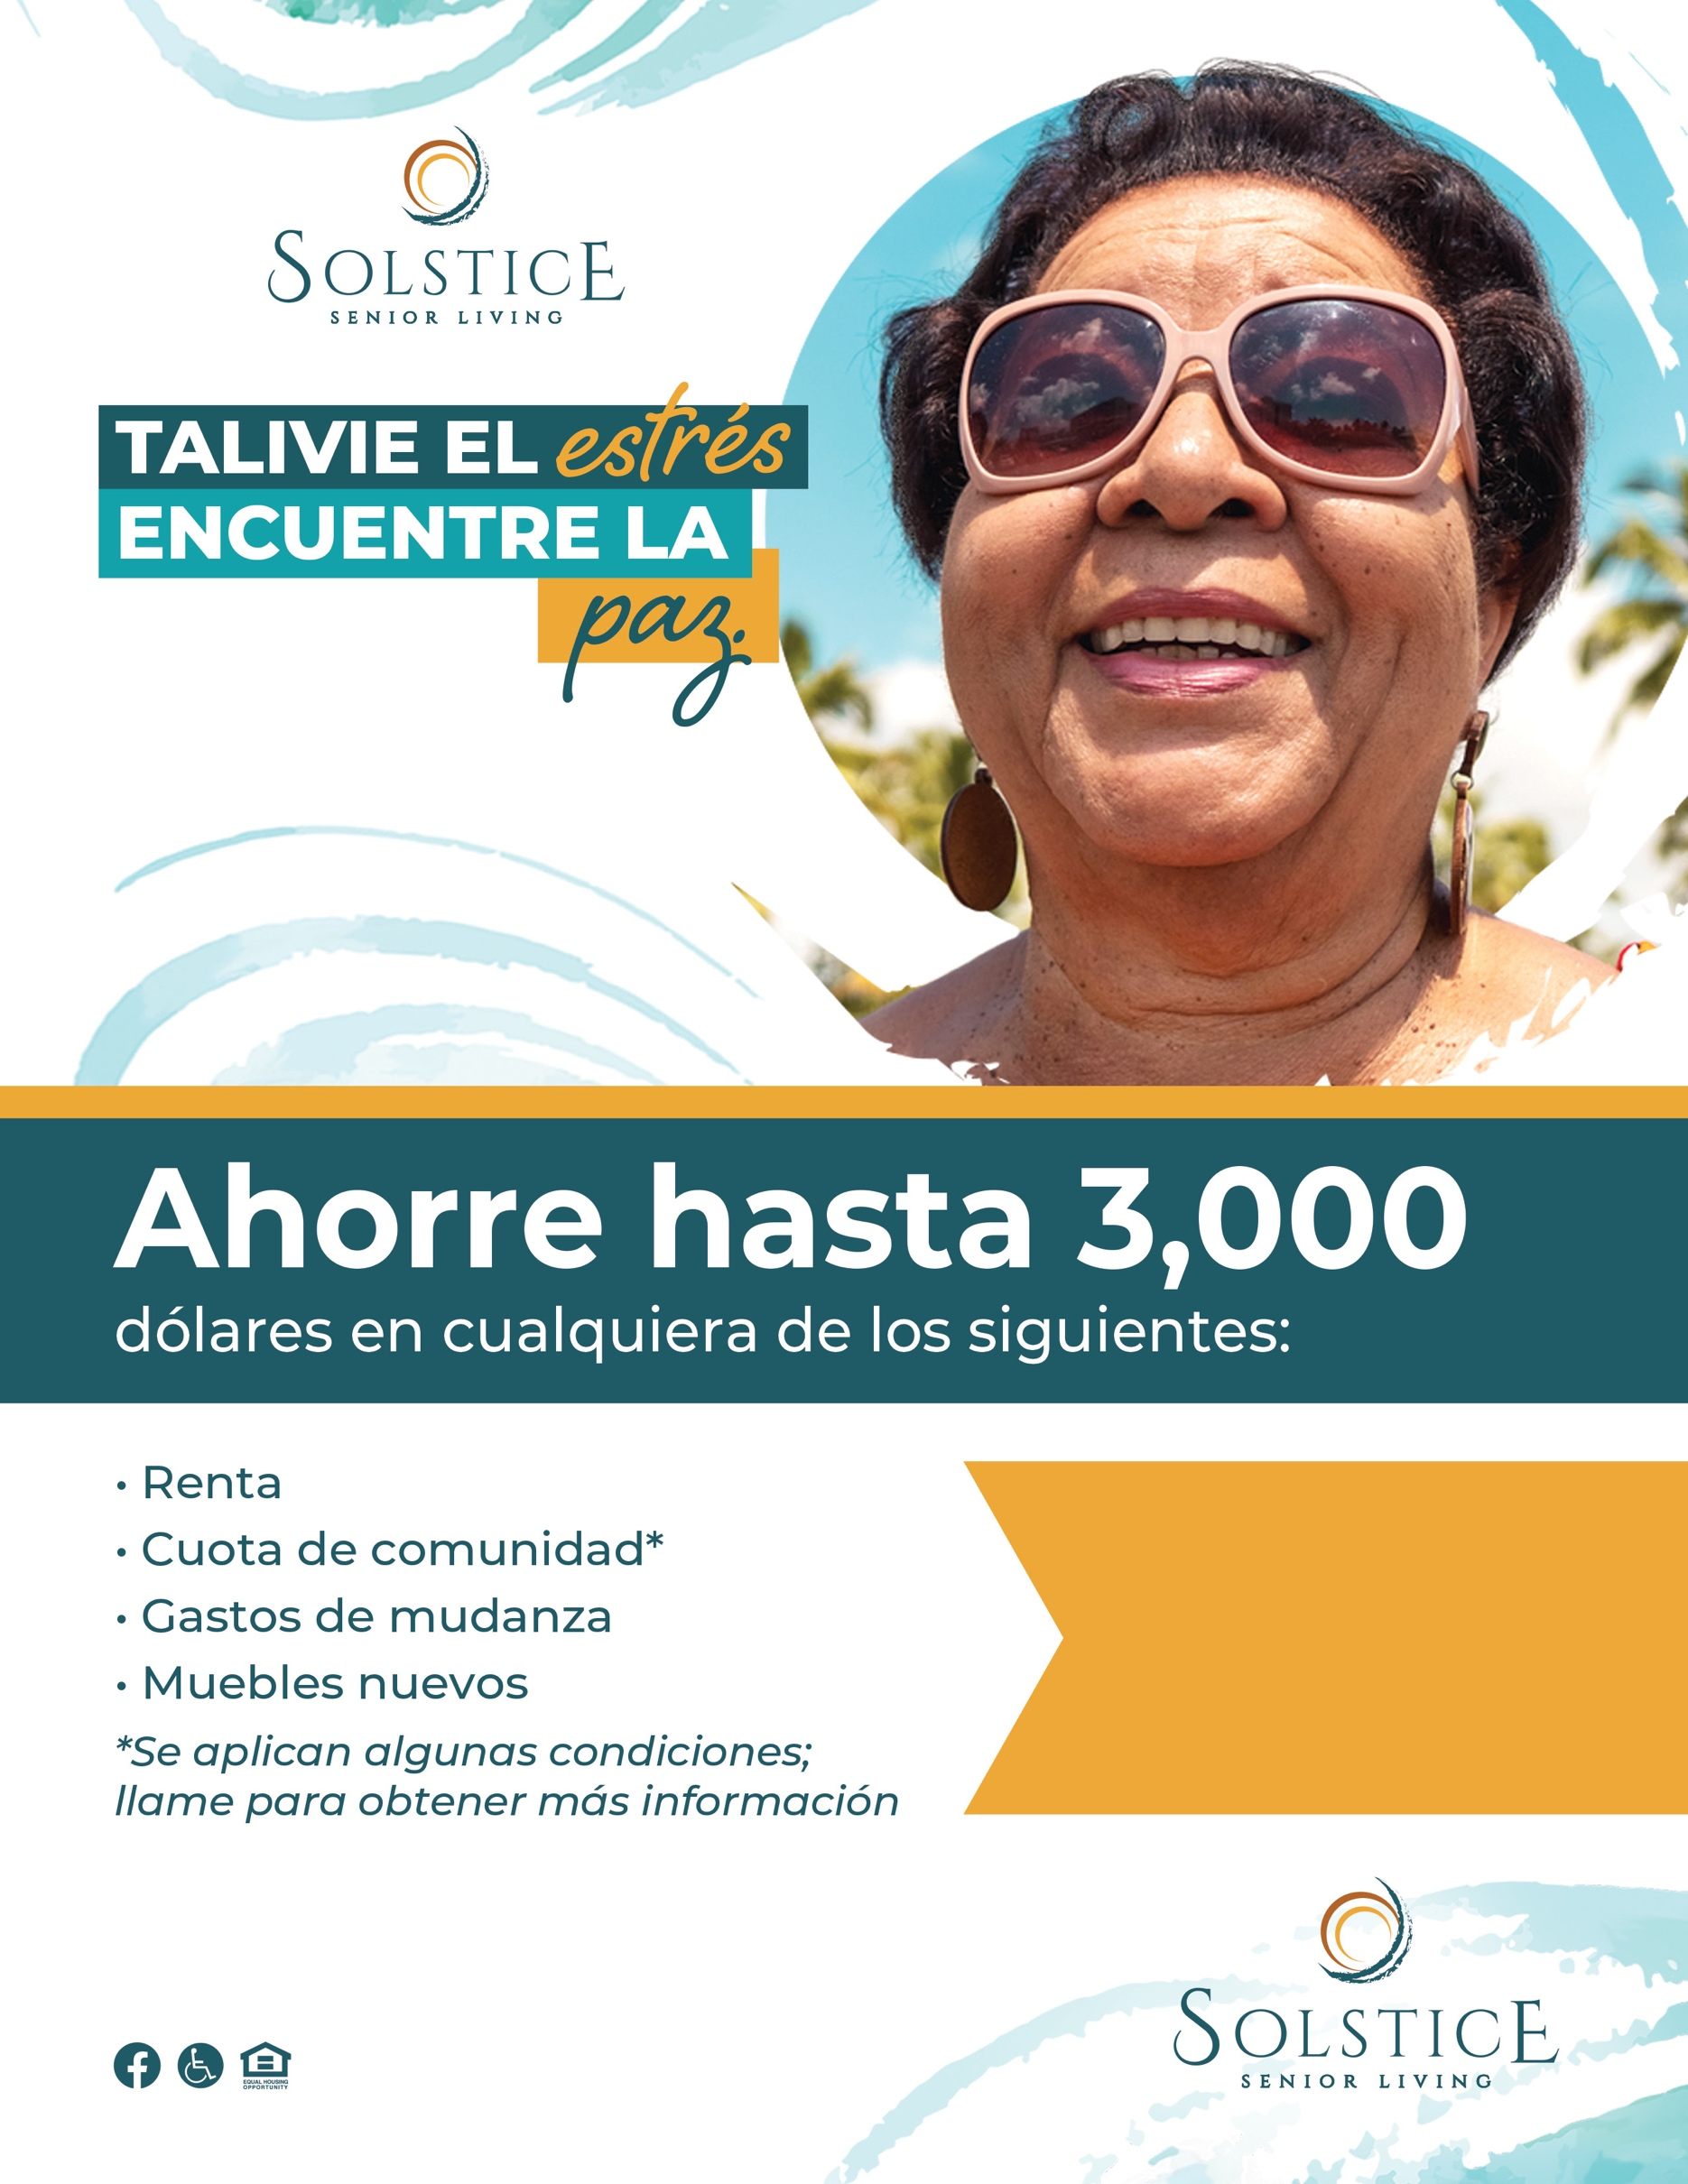 SOLSTICE
SENIOR LIVING
TALIVIE EL estrés
ENCUENTRE LA
paz.
Ahorre hasta 3,000
dólares en cualquiera de los siguientes:
• Renta
• Cuota de comunidad*
• Gastos de mudanza
• Muebles nuevos
*Se aplican algunas condiciones;
llame para obtener más información
SOLSTICE
SENIOR LIVING
EQUAL HOUSING
OPPORTUNITY